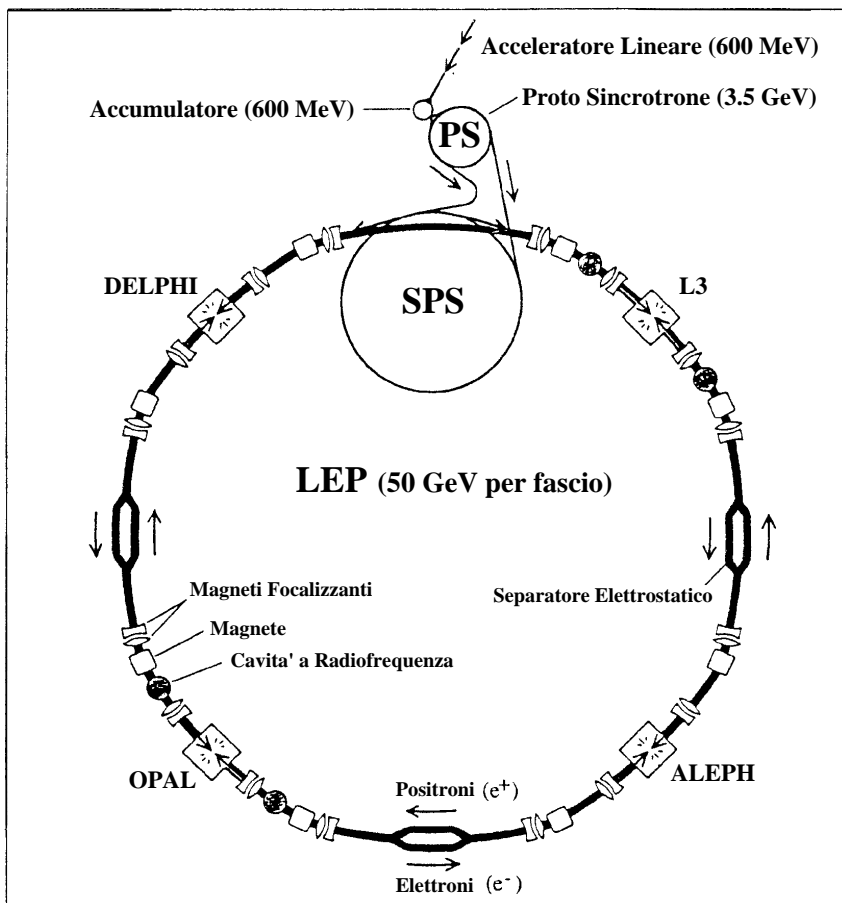 Acceleratore Lineare (600 MeV)
Accumulatore (600 MeV)
Proto Sincrotrone (3.5 GeV)
PS
DELPHI
SPS
L3
LEP (50 GeV per fascio)
Magneti Focalizzanti
Separatore Elettrostatico
Magnete
Cavita' a Radiofrequenza
OPAL
ALEPH
Positroni (e+)
Elettroni (e-)